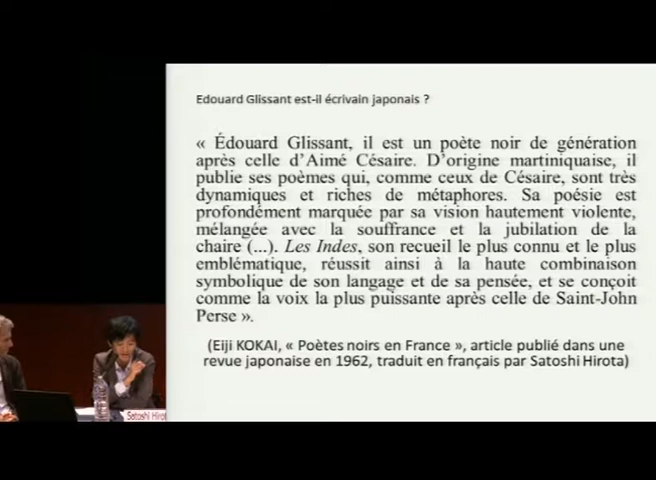 Edouard Glissant est-il écrivain japonais ?
« Édouard Glissant, il est un poète noir de génération
après celle d’Aimé Césaire. D’origine martiniquaise, il
publie ses poèmes qui, comme ceux de Césaire, sont très
dynamiques et riches de métaphores. Sa poésie est
profondément marquée par sa vision hautement violente,
mélangée avec la souffrance et la jubilation de la
chaire (...). Les Indes, son recueil le plus connu et le plus
emblématique, réussit ainsi à la haute combinaison
symbolique de son langage et de sa pensée, et se conçoit
comme la voix la plus puissante après celle de Saint-John
Perse ».
(Eiji KOKAI, « Poètes noirs en France », article publié dans une
revue japonaise en 1962, traduit en français par Satoshi Hirota)
Satoshi Hirot